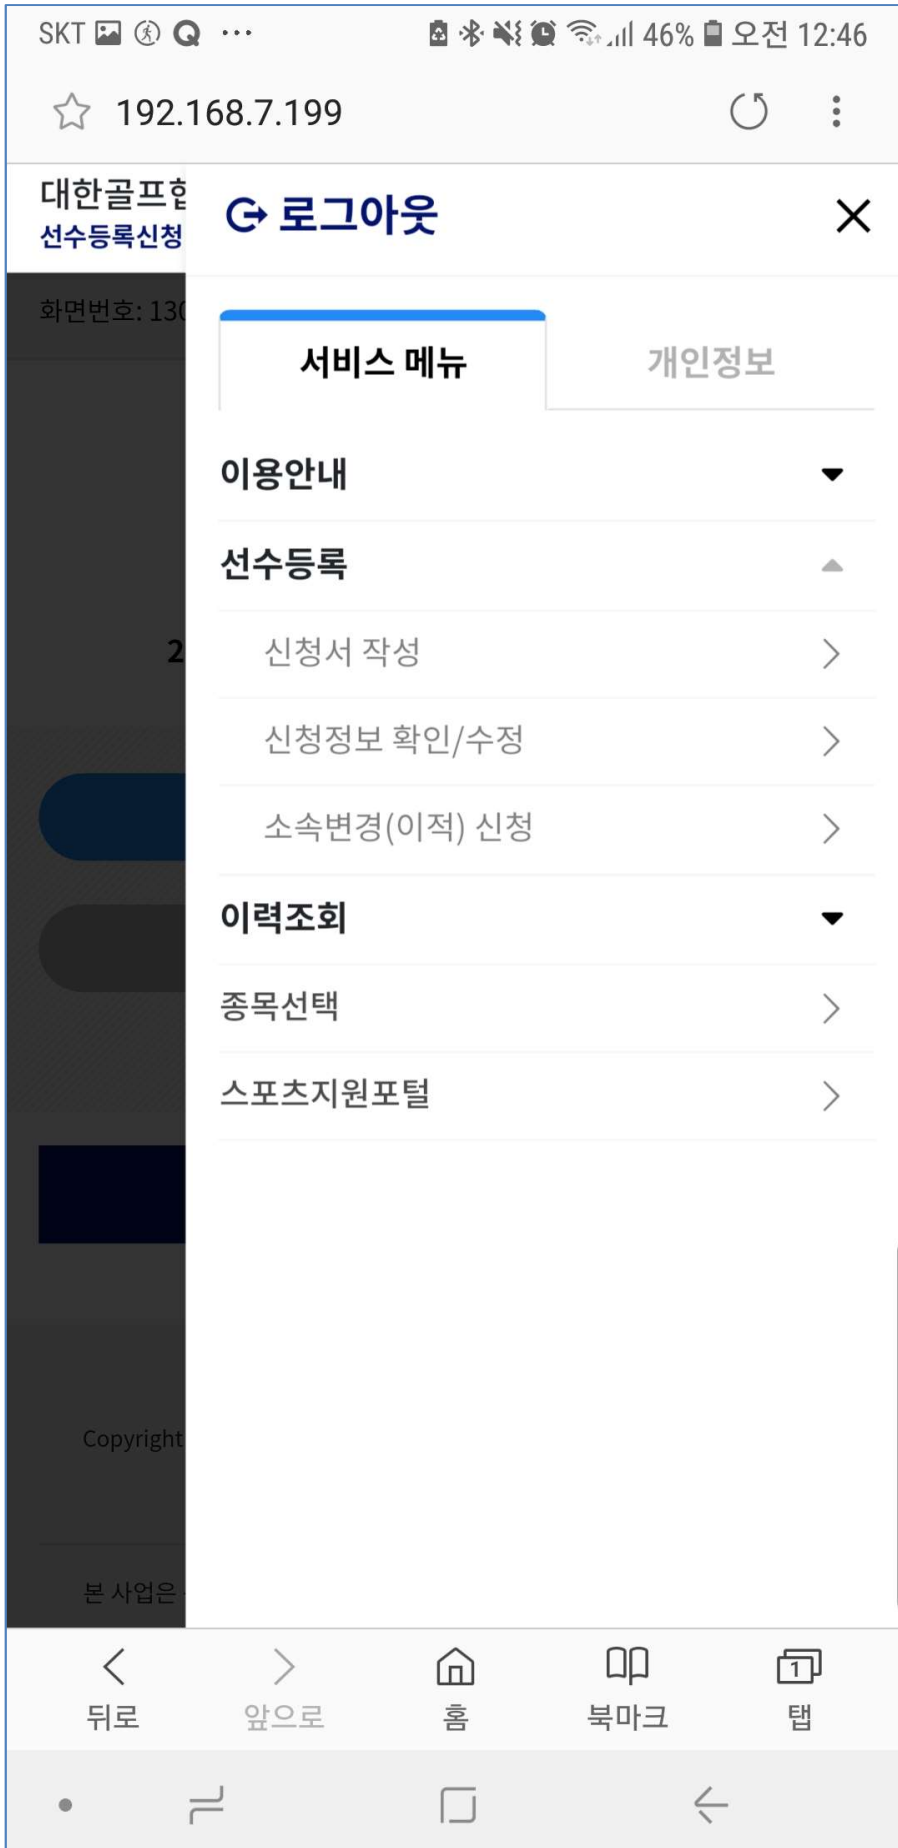 SKT
46%
오전 12:46
192.168.7.199
대한골프협
선수등록신청
로그아웃
화면번호: 130
서비스 메뉴
개인정보
이용안내
선수등록
2
신청서 작성
신청정보 확인/수정
소속변경(이적) 신청
이력조회
종목선택
스포츠지원포털
Copyright
본 사업은
1
뒤로
앞으로
홈
북마크
탭